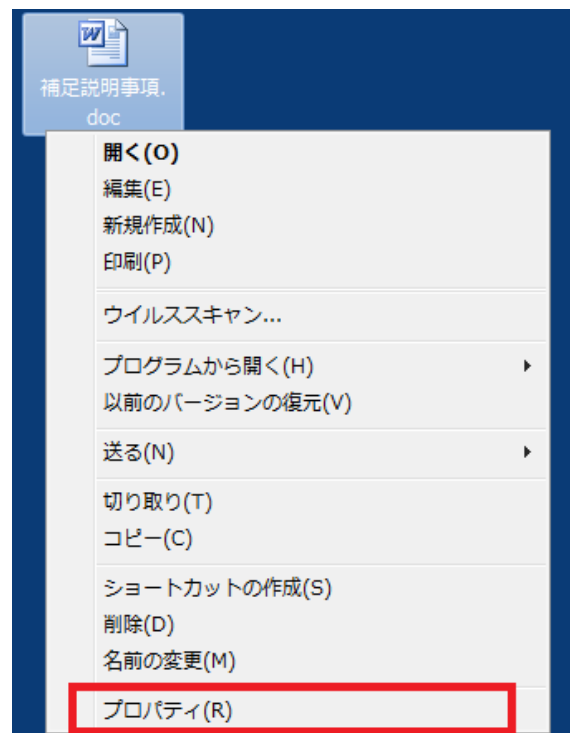 補足説明事項.
doc
開く(O)
編集(E)
新規作成(N)
印刷(P)
ウイルススキャン...
プログラムから開く(H)
以前のバージョンの復元(V)
送る(N)
切り取り(T)
コピー(C)
ショートカットの作成(S)
削除(D)
名前の変更(M)
プロパティ(R)